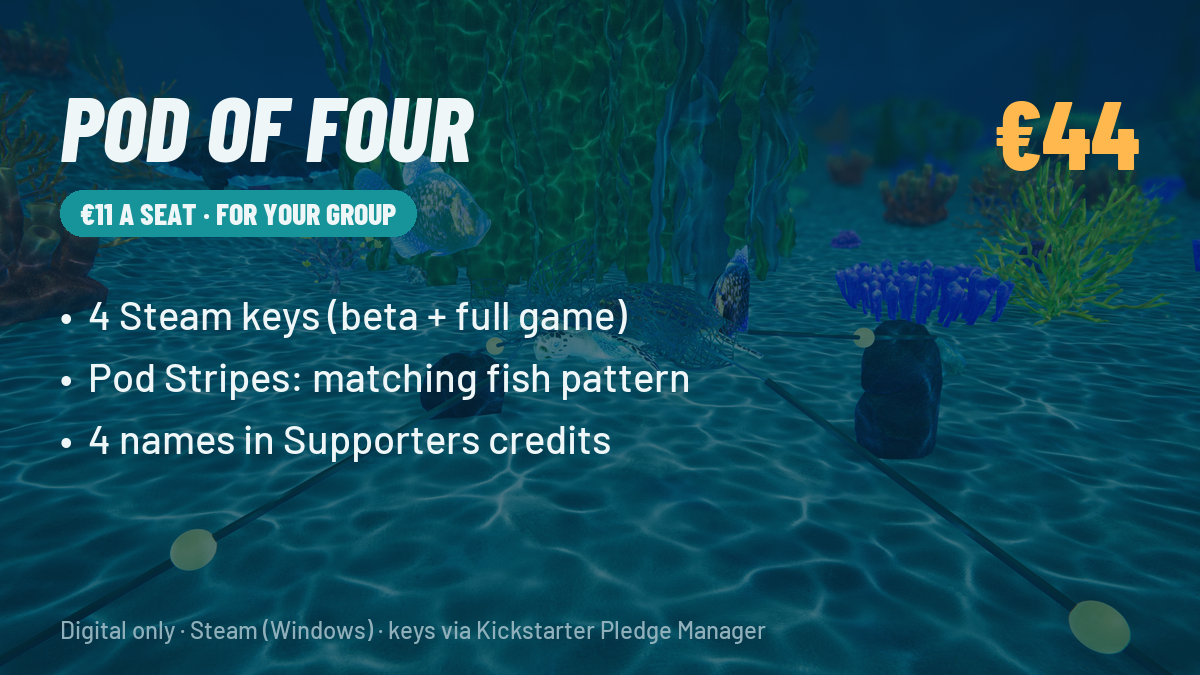 POD OF FOUR
€44
€11 A SEAT · FOR YOUR GROUP
• 4 Steam keys (beta + full game)
• Pod Stripes: matching fish pattern
• 4 names in Supporters credits
Digital only · Steam (Windows) · keys via Kickstarter Pledge Manager